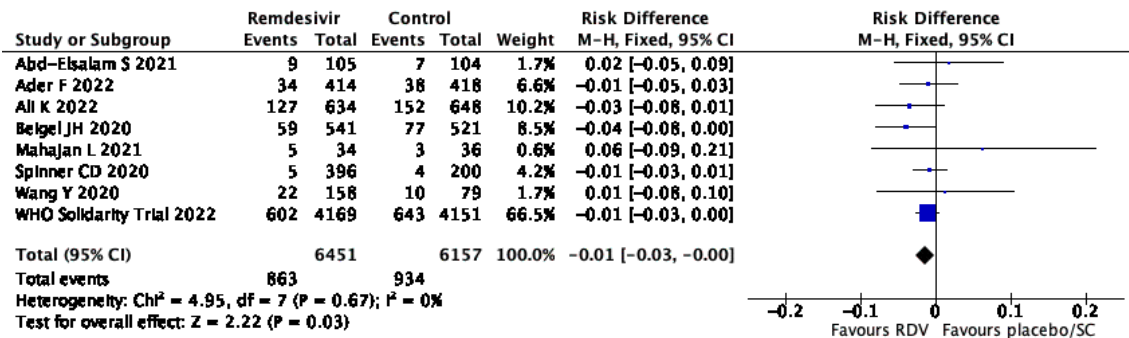 Remdesivir Control Risk Difference Risk Difference
Study or Subgroup Events Total Events Total Weight M-H, Fixed, 95% CI M-H, Fixed, 95% CI
Abd-Elsalam S 2021 9 105 7 104 1.7% 0.02 [-0.05, 0.09]
Ader F 2022 34 414 38 418 6.6% -0.01 [-0.05, 0.03]
Ali K 2022 127 634 152 648 10.2% -0.03 [-0.08, 0.01]
Beigel JH 2020 59 541 77 521 8.5% -0.04 [-0.08, 0.00]
Mahajan L 2021 5 34 3 36 0.6% 0.06 [-0.09, 0.21]
Spinner CD 2020 5 396 4 200 4.2% -0.01 [-0.03, 0.01]
Wang Y 2020 22 158 10 79 1.7% 0.01 [-0.08, 0.10]
WHO Solidarity Trial 2022 602 4169 643 4151 66.5% -0.01 [-0.03, 0.00]
Total (95% CI) 6451 6157 100.0% -0.01 [-0.03, -0.00]
Total events 863 934
Heterogeneity: Chi² = 4.95, df = 7 (P = 0.67); I² = 0%
Test for overall effect: Z = 2.22 (P = 0.03)
-0.2 -0.1 0 0.1 0.2
Favours RDV Favours placebo/SC